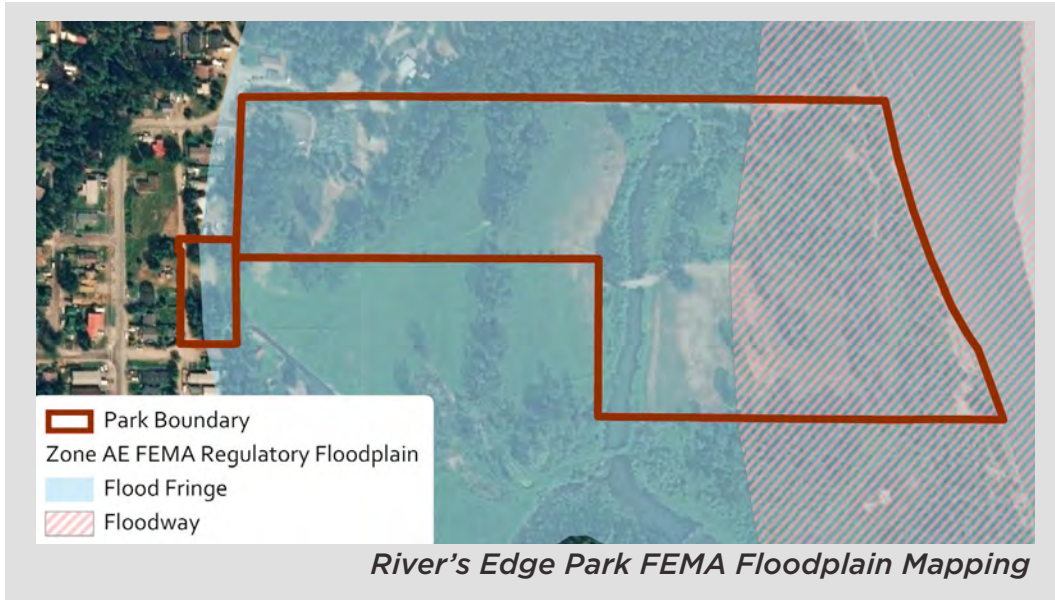 Park Boundary
Zone AE FEMA Regulatory Floodplain
Flood Fringe
Floodway
River's Edge Park FEMA Floodplain Mapping